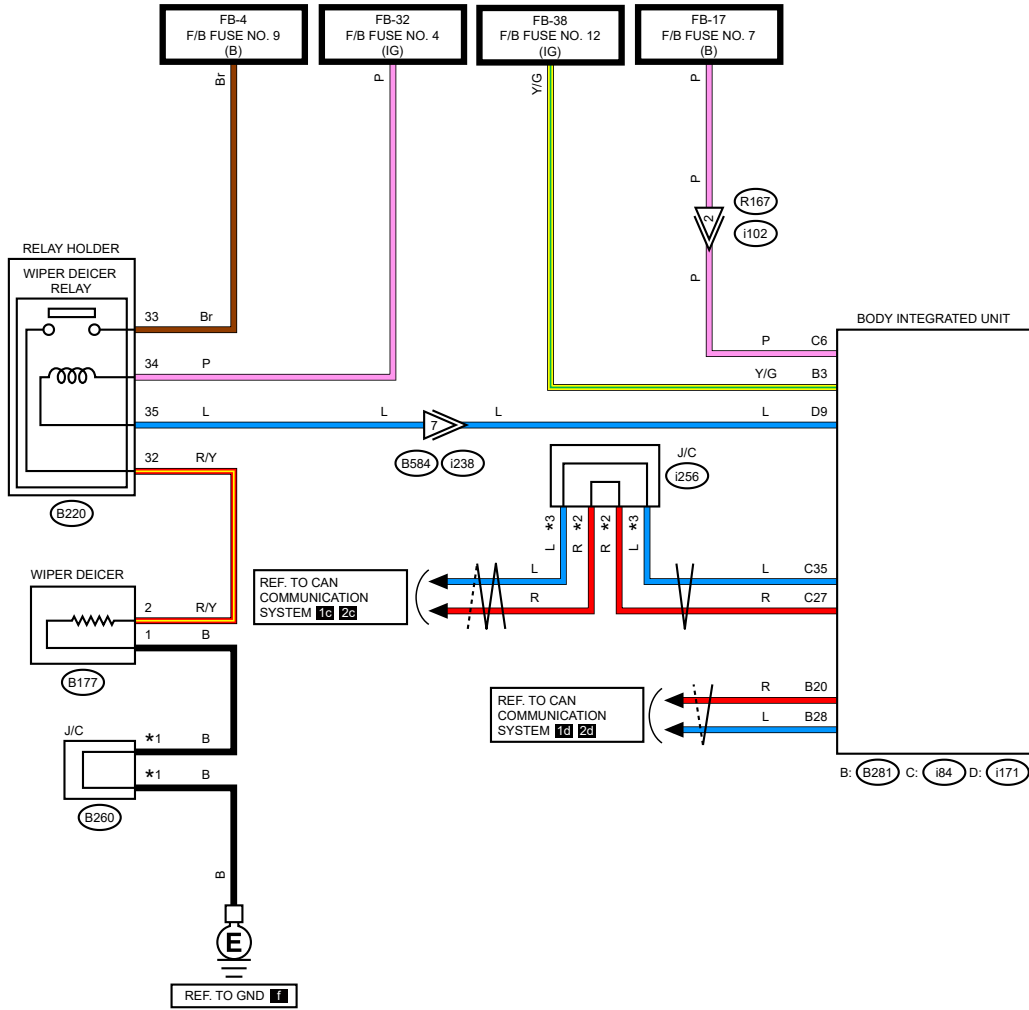 FB-4
F/B FUSE NO. 9
(B)
FB-32
F/B FUSE NO. 4
(IG)
FB-38
F/B FUSE NO. 12
(IG)
FB-17
F/B FUSE NO. 7
(B)
Br
P
Y/G
P
P
2
R167
i102
P
RELAY HOLDER
WIPER DEICER
RELAY
33 Br
34 P
35 L
32 R/Y
B220
L
7
L
B584 i238
BODY INTEGRATED UNIT
P C6
Y/G B3
L D9
J/C
i256
L *3
R *2
R *2
L *3
REF. TO CAN
COMMUNICATION
SYSTEM 1c 2c
L
R
L C35
R C27
REF. TO CAN
COMMUNICATION
SYSTEM 1d 2d
R B20
L B28
B: B281 C: i84 D: i171
WIPER DEICER
2 R/Y
1 B
B177
J/C
*1 B
*1 B
B260
B
E
REF. TO GND f